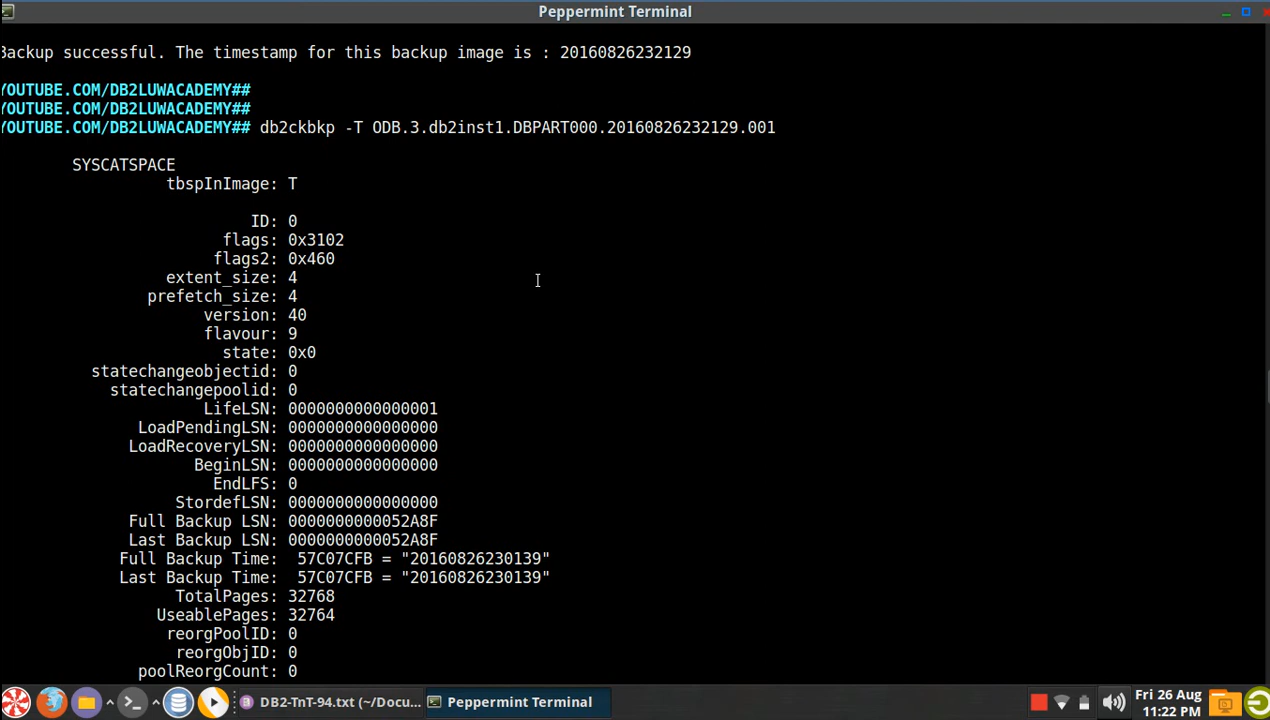 Peppermint Terminal
Backup successful. The timestamp for this backup image is : 20160826232129
YOUTUBE.COM/DB2LUWACADEMY##
YOUTUBE.COM/DB2LUWACADEMY##
YOUTUBE.COM/DB2LUWACADEMY## db2ckbkp -T ODB.3.db2inst1.DBPART000.20160826232129.001
SYSCATSPACE
tbspInImage: T
ID: 0
flags: 0x3102
flags2: 0x460
extent_size: 4
prefetch_size: 4
version: 40
flavour: 9
state: 0x0
statechangeobjectid: 0
statechangepoolid: 0
LifeLSN: 0000000000000001
LoadPendingLSN: 0000000000000000
LoadRecoveryLSN: 0000000000000000
BeginLSN: 0000000000000000
EndLFS: 0
StordefLSN: 0000000000000000
Full Backup LSN: 0000000000052A8F
Last Backup LSN: 0000000000052A8F
Full Backup Time: 57C07CFB = "20160826230139"
Last Backup Time: 57C07CFB = "20160826230139"
TotalPages: 32768
UseablePages: 32764
reorgPoolID: 0
reorgObjID: 0
poolReorgCount: 0
DB2-TnT-94.txt (~/Docu... Peppermint Terminal
Fri 26 Aug
11:22 PM